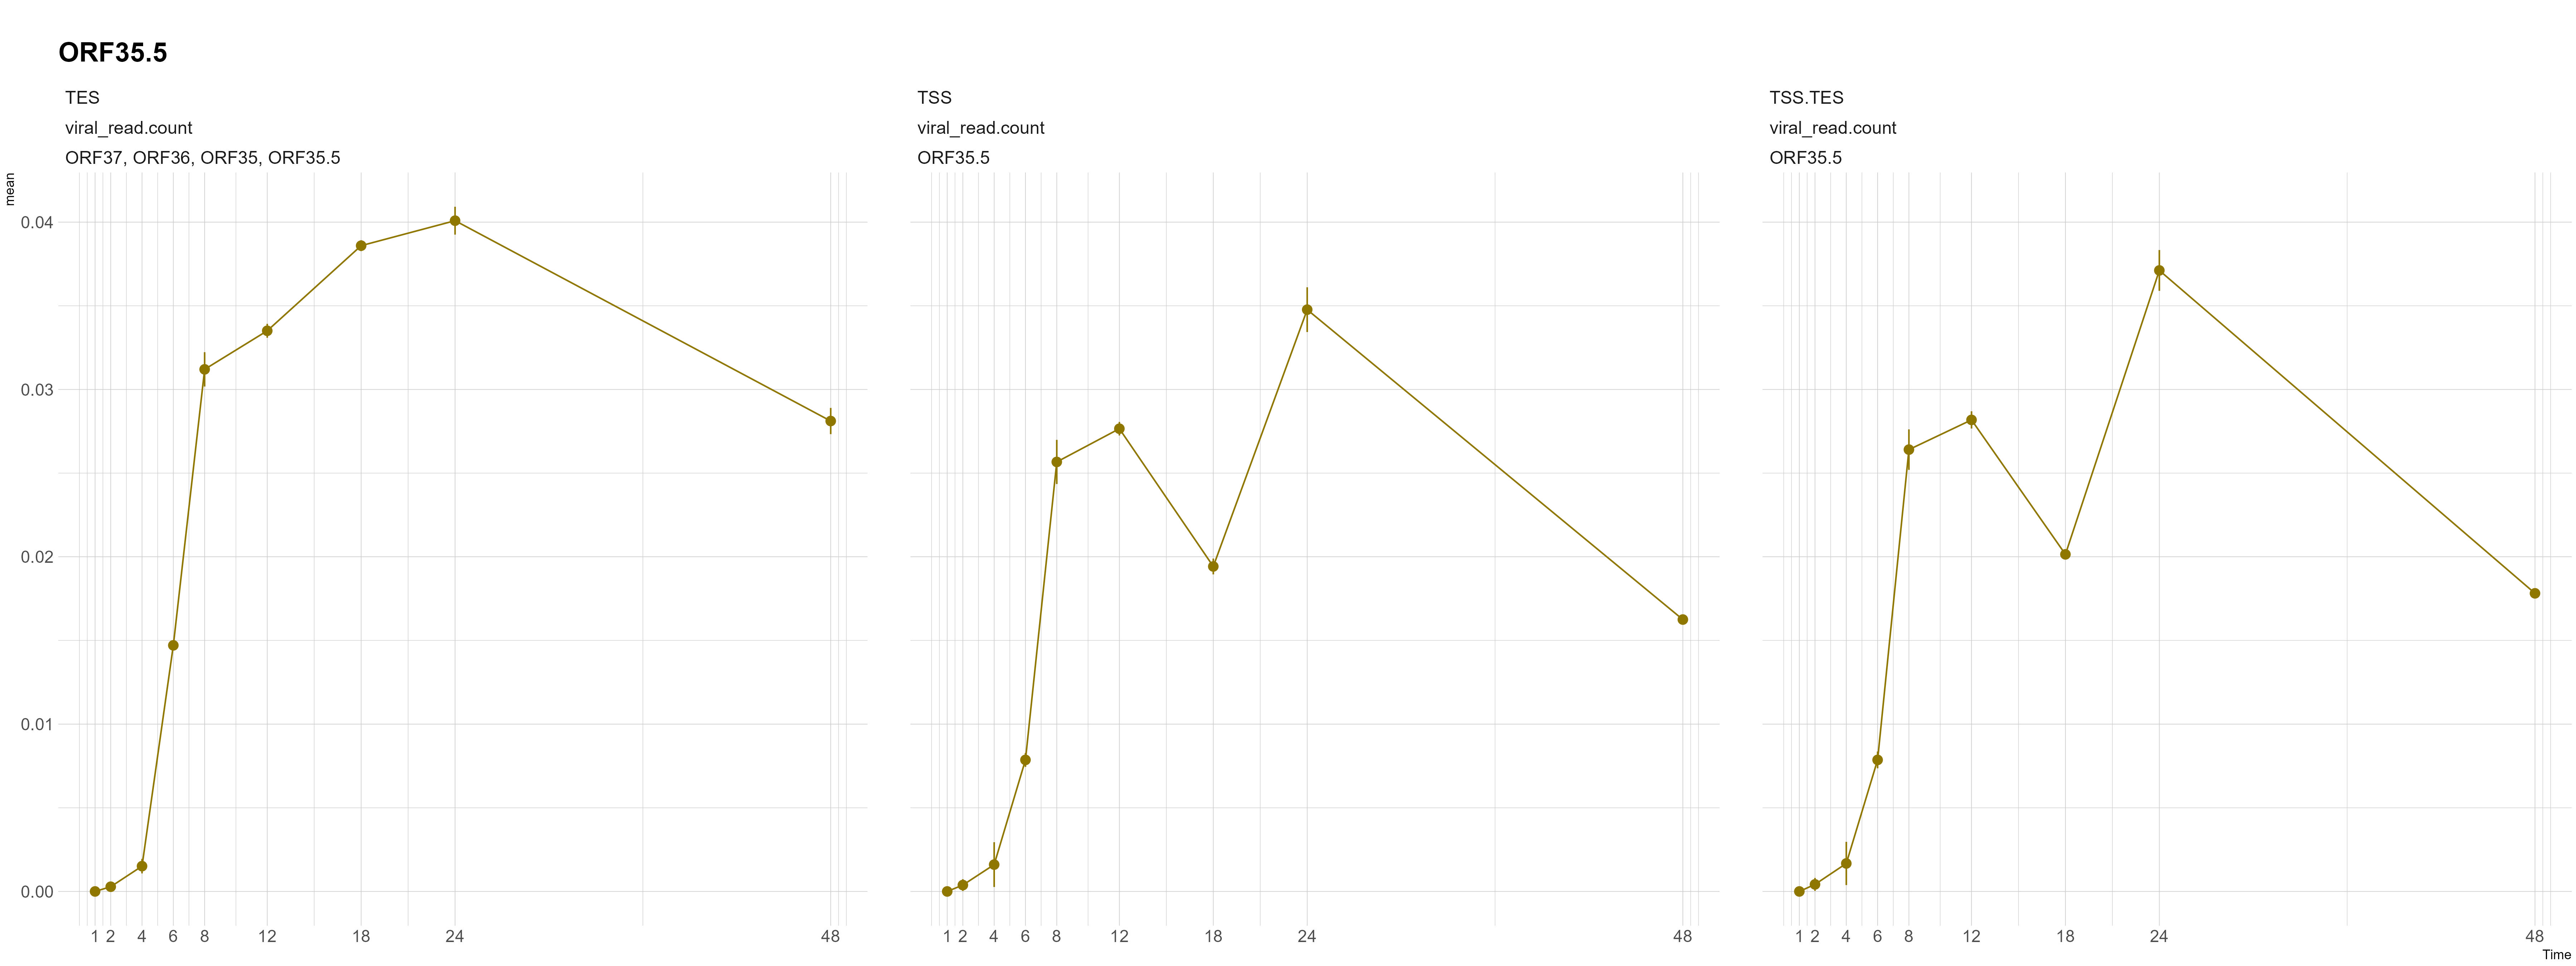 ORF35.5
TES
viral_read.count
ORF37, ORF36, ORF35, ORF35.5
TSS
viral_read.count
ORF35.5
TSS.TES
viral_read.count
ORF35.5
mean
0.04
0.03
0.02
0.01
0.00
1 2 4 6 8 12 18 24 48
1 2 4 6 8 12 18 24 48
1 2 4 6 8 12 18 24 48
Time